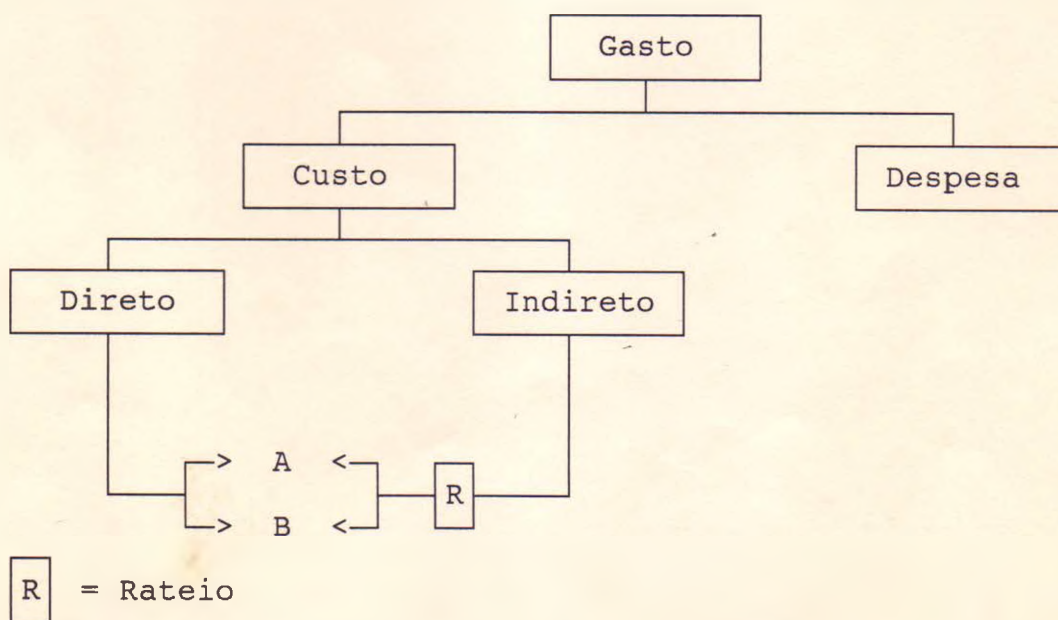 Gasto
Custo
Despesa
Direto
Indireto
> A <
R
> B <
R = Rateio